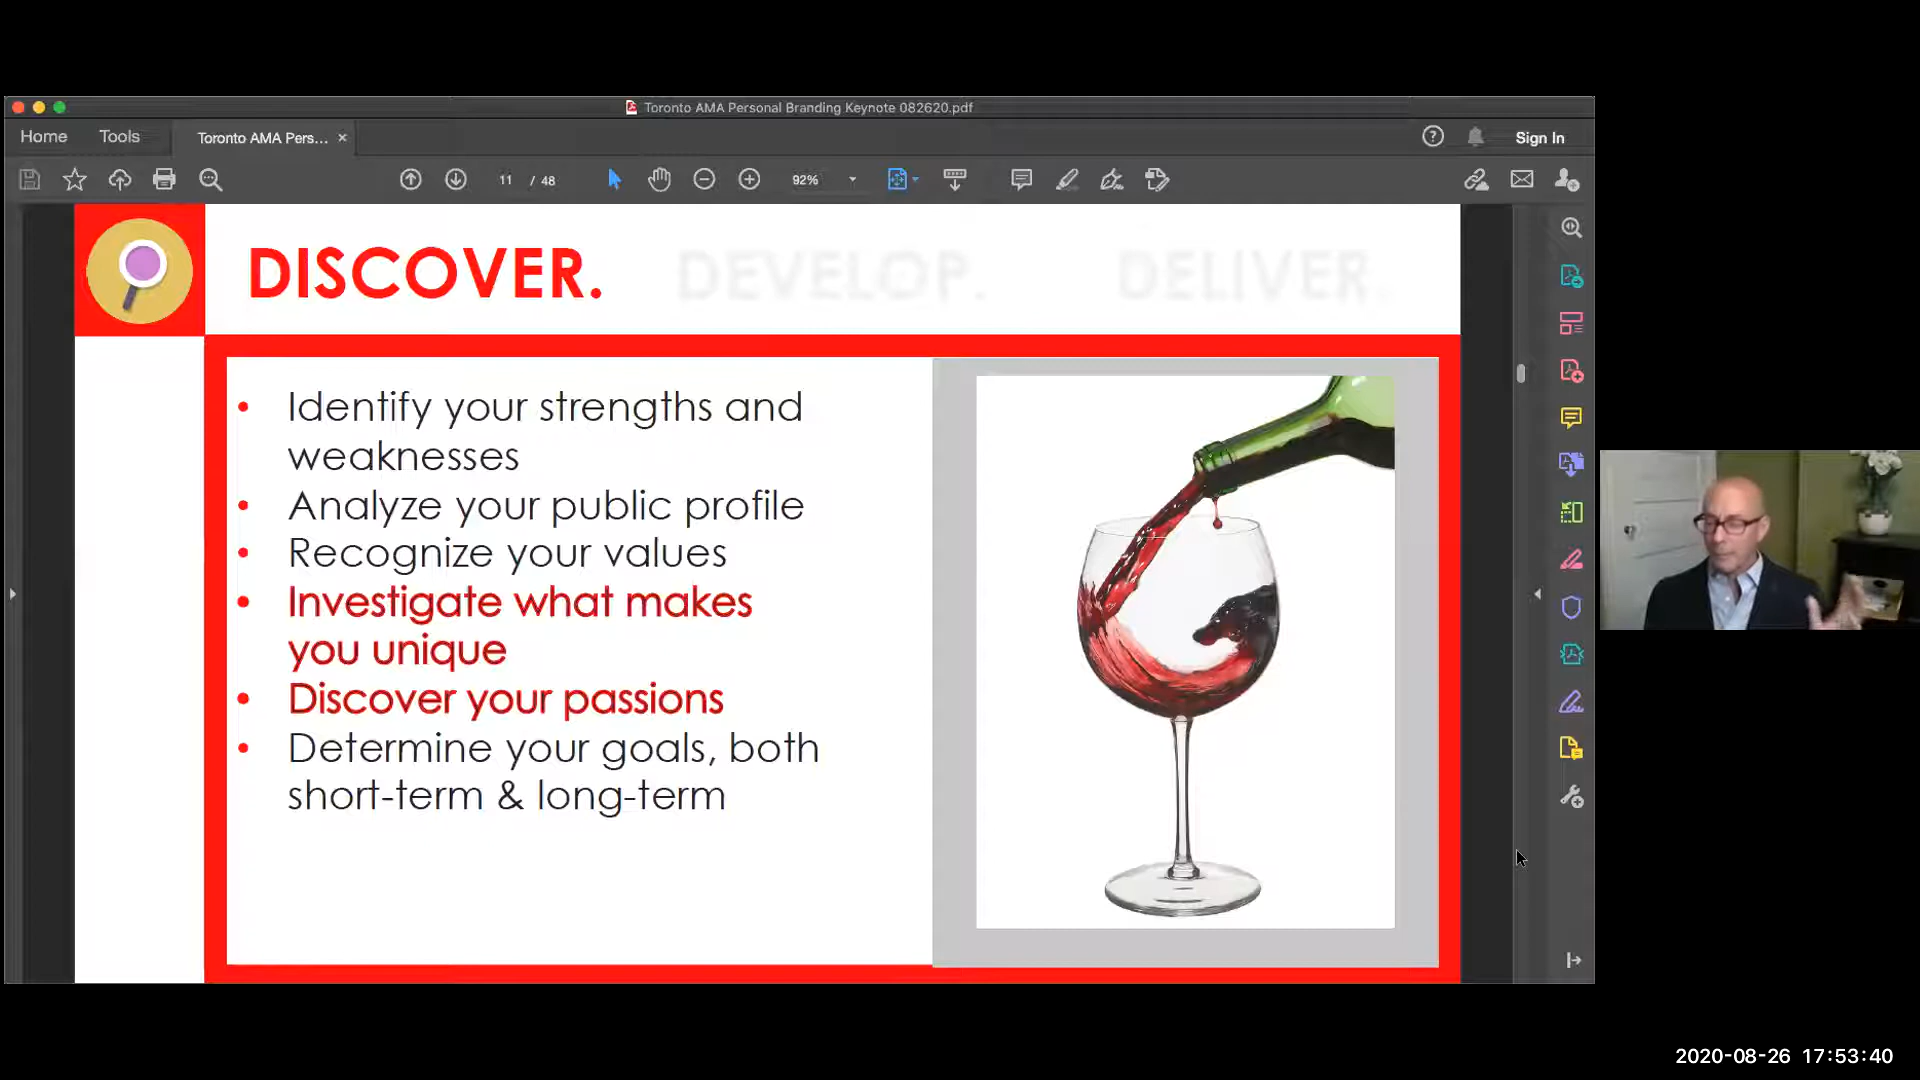 Toronto AMA Personal Branding Keynote 082620.pdf
Home Tools Toronto AMA Pers... × Sign In
11 / 48 92%
DISCOVER. DEVELOP. DELIVER.
• Identify your strengths and
weaknesses
• Analyze your public profile
• Recognize your values
• Investigate what makes
you unique
• Discover your passions
• Determine your goals, both
short-term & long-term
2020-08-26 17:53:40